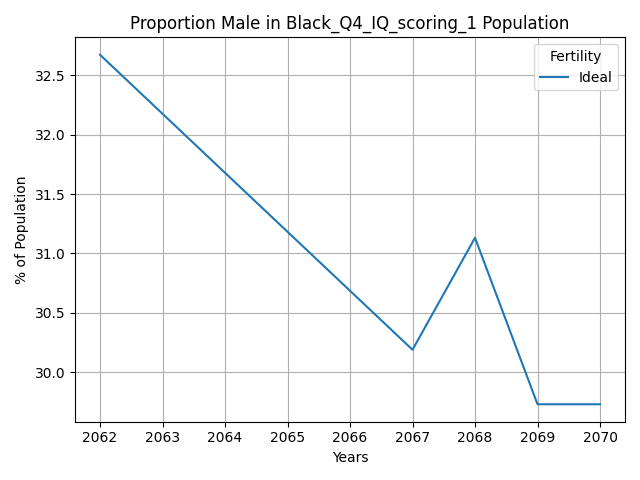 Proportion Male in Black_Q4_IQ_scoring_1 Population
Fertility
Ideal
% of Population
32.5
32.0
31.5
31.0
30.5
30.0
2062 2063 2064 2065 2066 2067 2068 2069 2070
Years